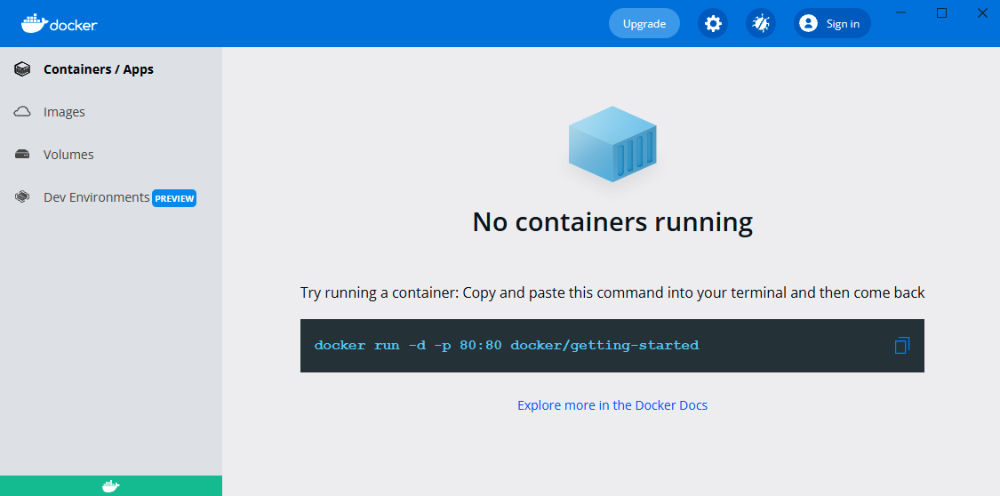 docker
Upgrade
Sign in
Containers / Apps
Images
Volumes
Dev Environments PREVIEW
No containers running
Try running a container: Copy and paste this command into your terminal and then come back
docker run -d -p 80:80 docker/getting-started
Explore more in the Docker Docs